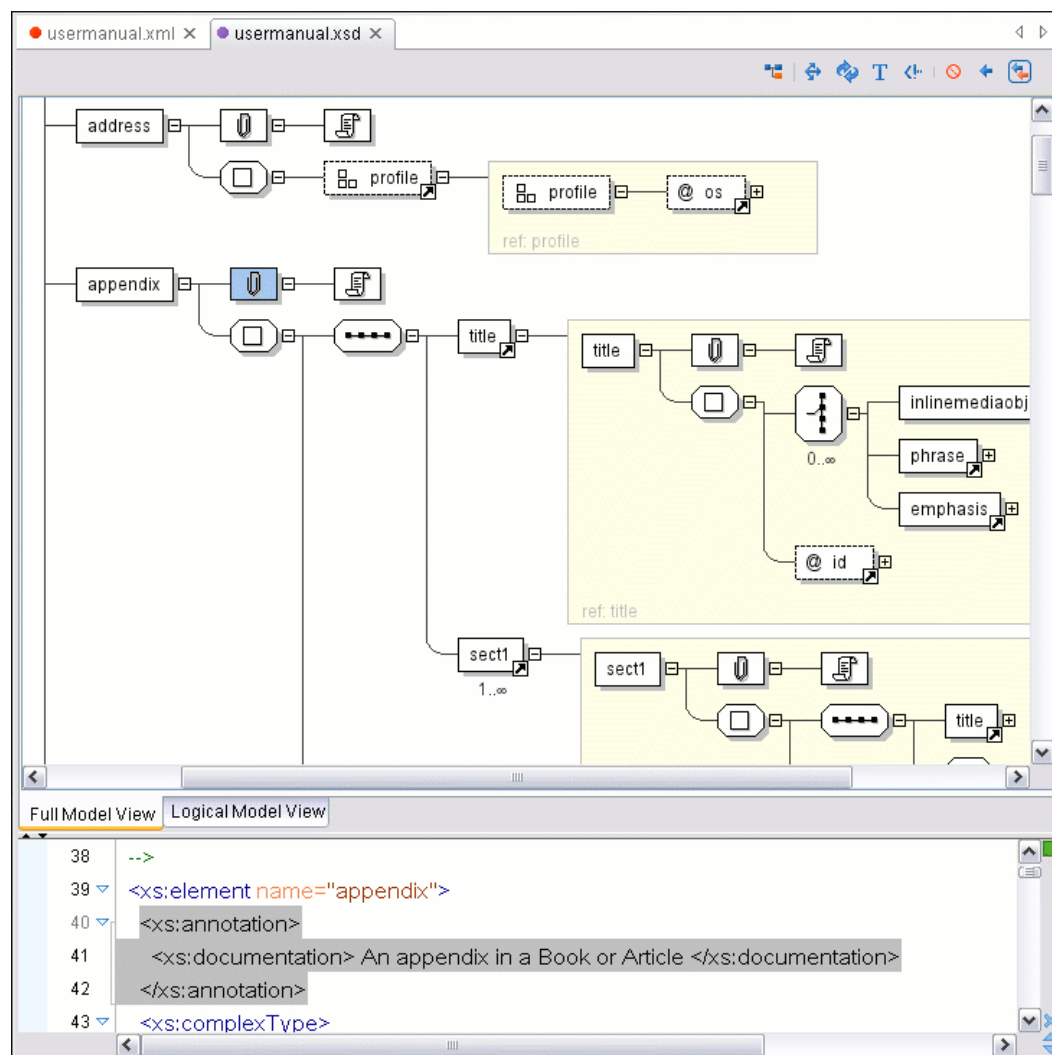 usermanual.xml
usermanual.xsd
T
address
profile
profile
@ os
ref: profile
appendix
title
title
inlinemediaobj
0..∞
phrase
emphasis
@ id
ref: title
sect1
1..∞
sect1
title
Full Model View
Logical Model View
38 -->
39 <xs:element name="appendix">
40 <xs:annotation>
41 <xs:documentation> An appendix in a Book or Article </xs:documentation>
42 </xs:annotation>
43 <xs:complexType>